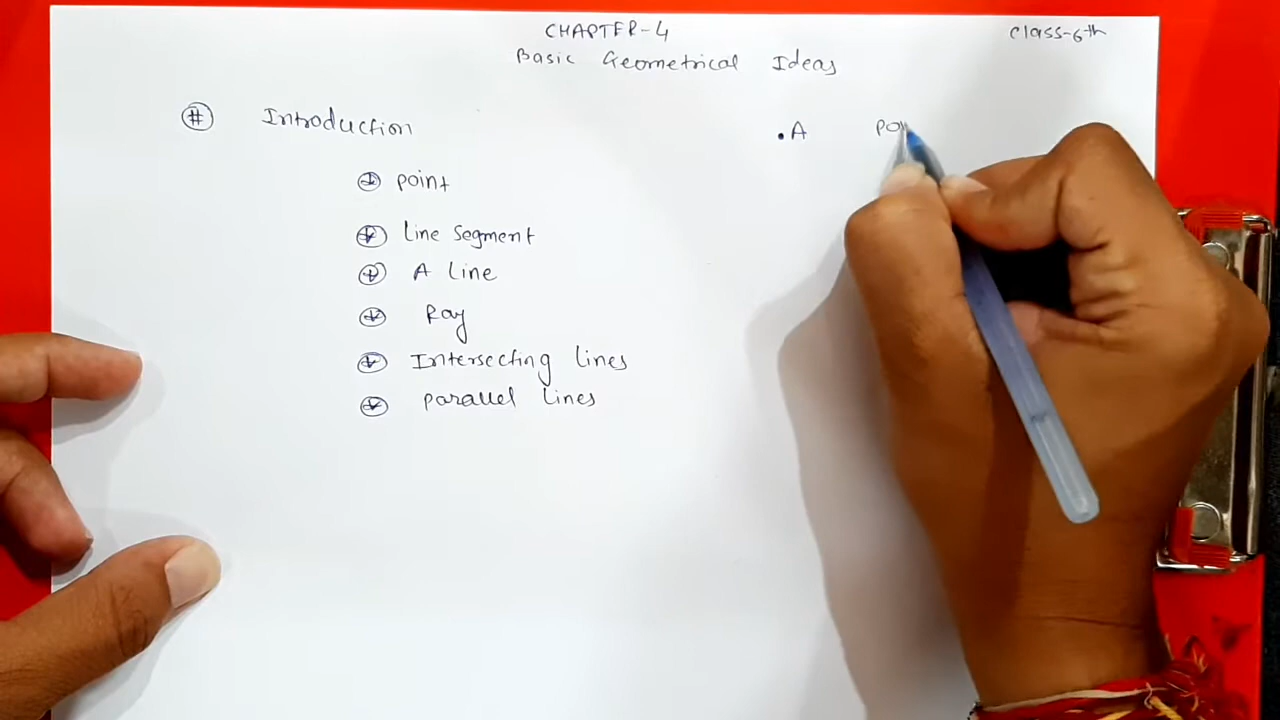 CHAPTER-4
Class-6th
Basic Geometrical Ideas
# Introduction
.A
point
Line Segment
A Line
Ray
Intersecting lines
parallel lines